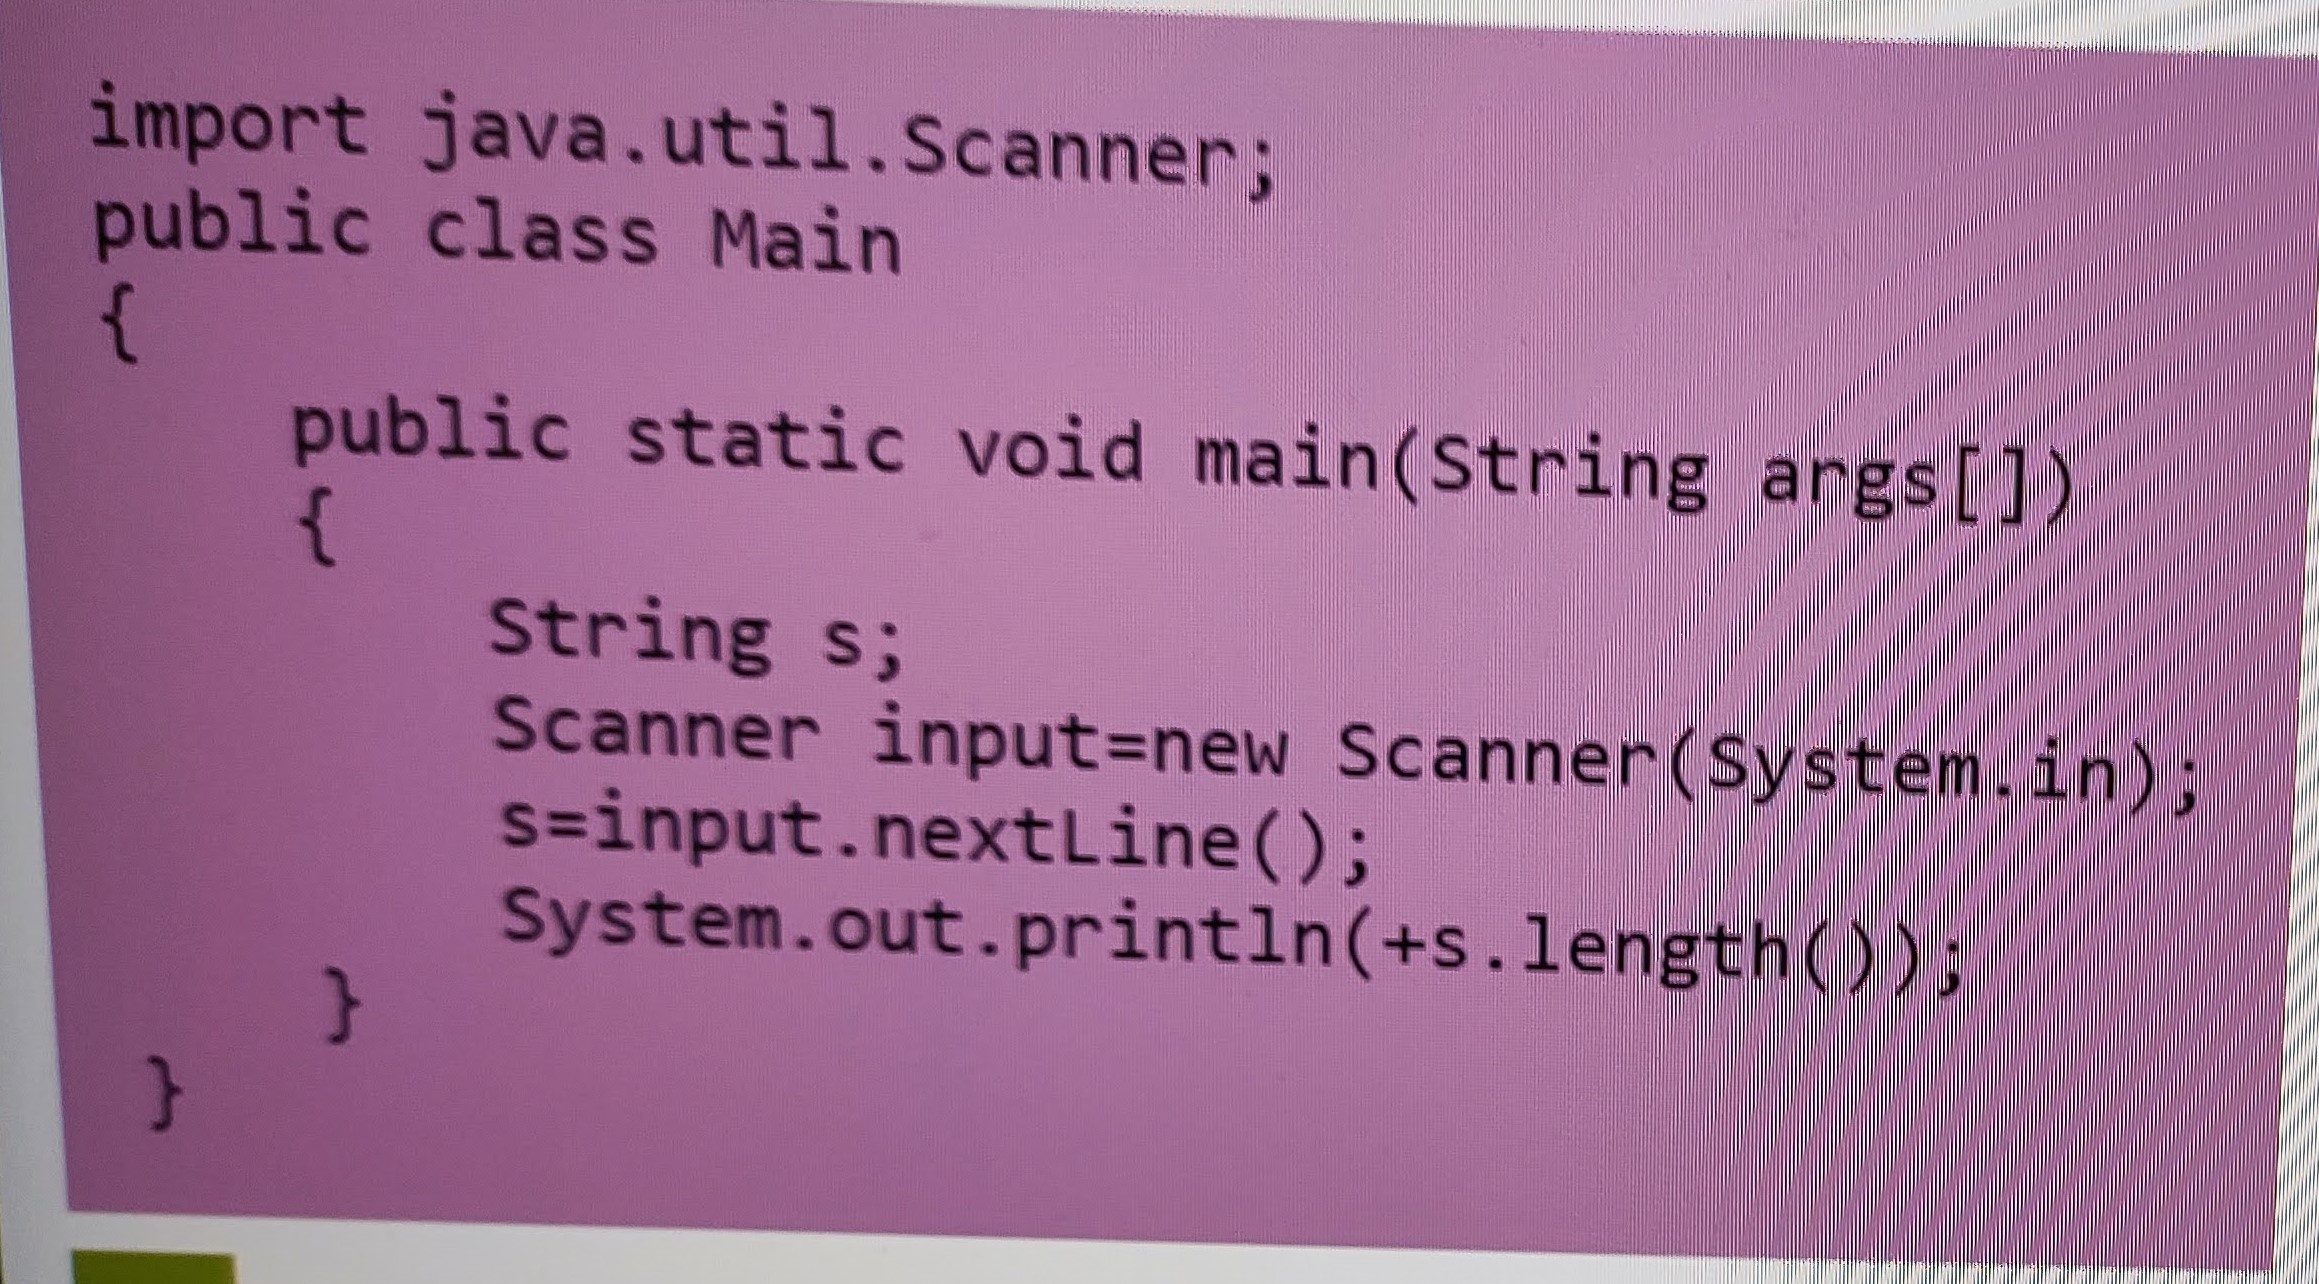 import java.util.Scanner;
public class Main
{
public static void main(String args[])
{
String s;
Scanner input=new Scanner(System.in);
s=input.nextLine();
System.out.println(+s.length());
}
}